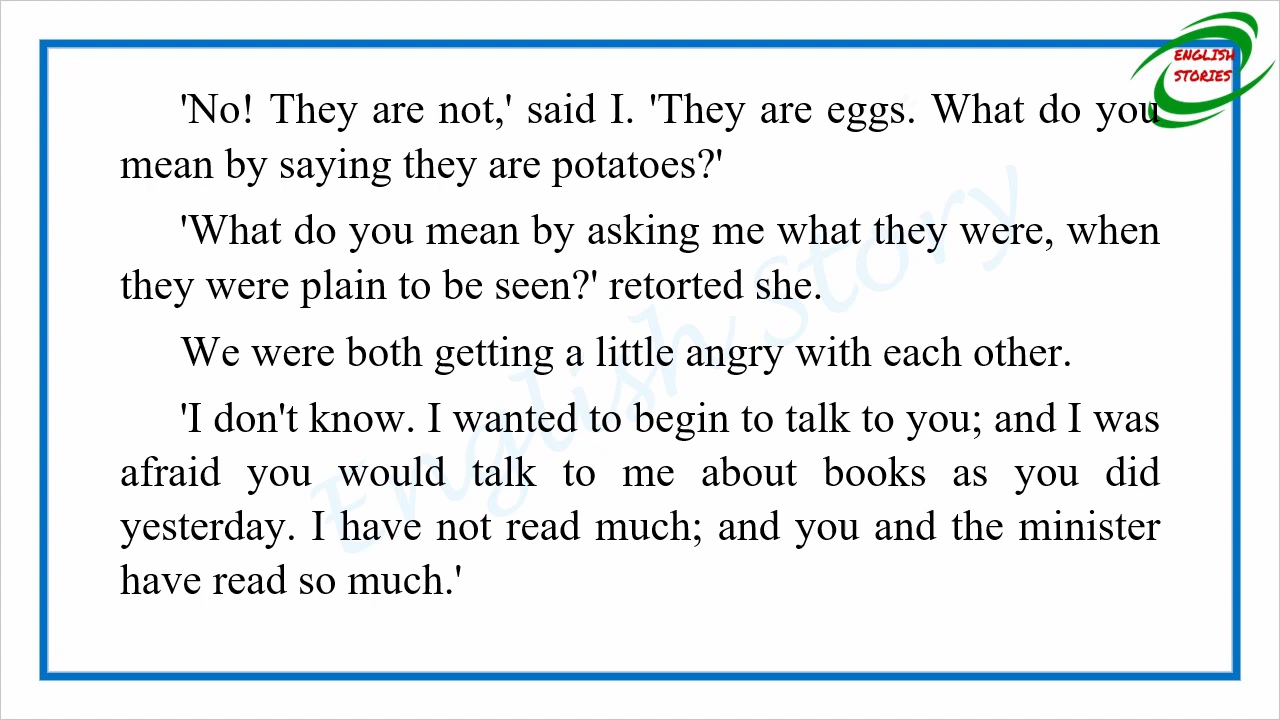 ENGLISH
STORIES
'No! They are not,' said I. 'They are eggs. What do you
mean by saying they are potatoes?'
'What do you mean by asking me what they were, when
they were plain to be seen?' retorted she.
We were both getting a little angry with each other.
'I don't know. I wanted to begin to talk to you; and I was
afraid you would talk to me about books as you did
yesterday. I have not read much; and you and the minister
have read so much.'
English Story